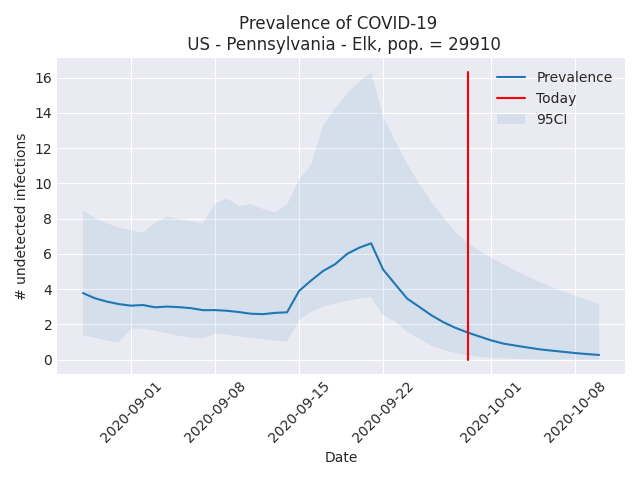 Prevalence of COVID-19
US - Pennsylvania - Elk, pop. = 29910
Prevalence
Today
95CI
# undetected infections
16
14
12
10
8
6
4
2
0
2020-09-01
2020-09-08
2020-09-15
2020-09-22
2020-10-01
2020-10-08
Date